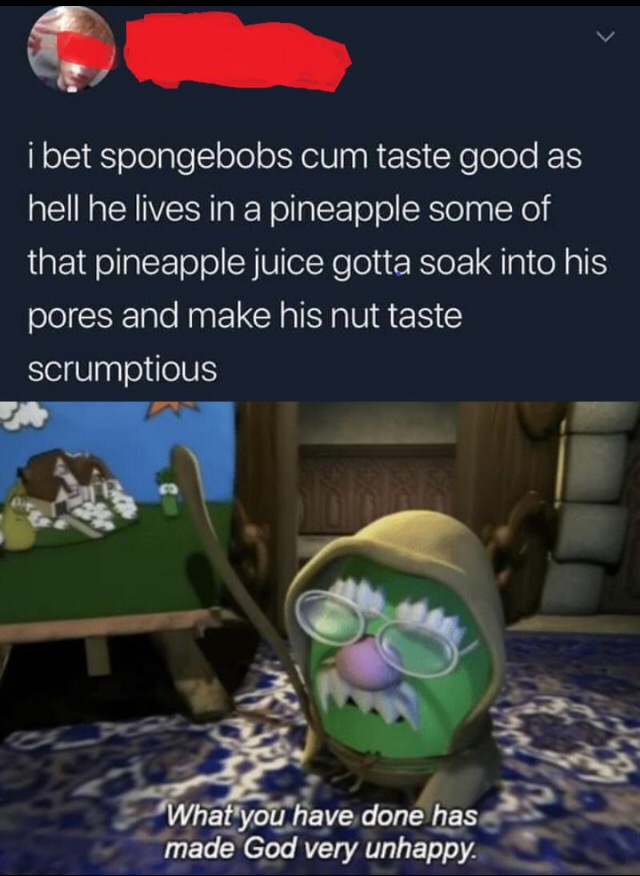 i bet spongebobs cum taste good as
hell he lives in a pineapple some of
that pineapple juice gotta soak into his
pores and make his nut taste
scrumptious
What you have done has
made God very unhappy.